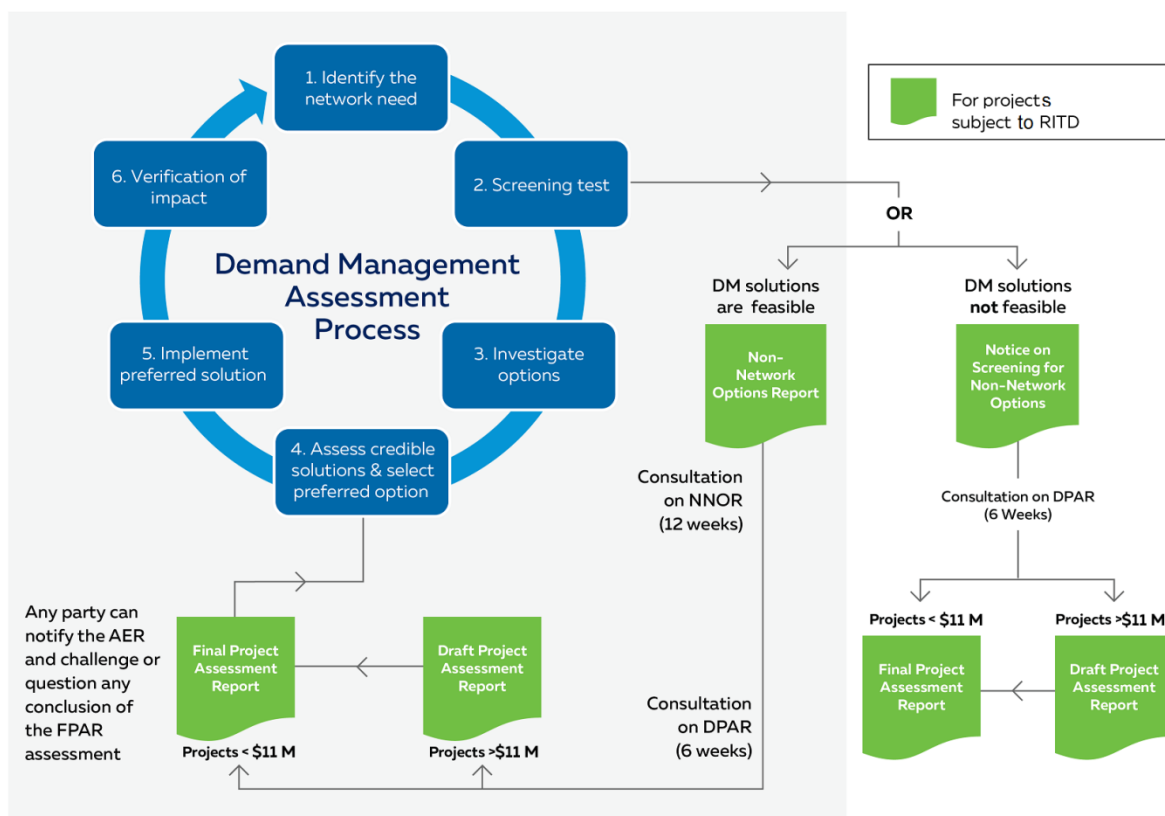 1. Identify the
network need
2. Screening test
3. Investigate
options
4. Assess credible
solutions & select
preferred option
5. Implement
preferred solution
6. Verification of
impact
Demand Management
Assessment
Process
For projects
subject to RITD
OR
DM solutions
are feasible
Non-
Network
Options Report
DM solutions
not feasible
Notice on
Screening for
Non-Network
Options
Consultation
on NNOR
(12 weeks)
Consultation on DPAR
(6 Weeks)
Projects < $11 M
Final Project
Assessment
Report
Projects >$11 M
Draft Project
Assessment
Report
Any party can
notify the AER
and challenge or
question any
conclusion of
the FPAR
assessment
Final Project
Assessment
Report
Projects < $11 M
Draft Project
Assessment
Report
Projects >$11 M
Consultation
on DPAR
(6 weeks)